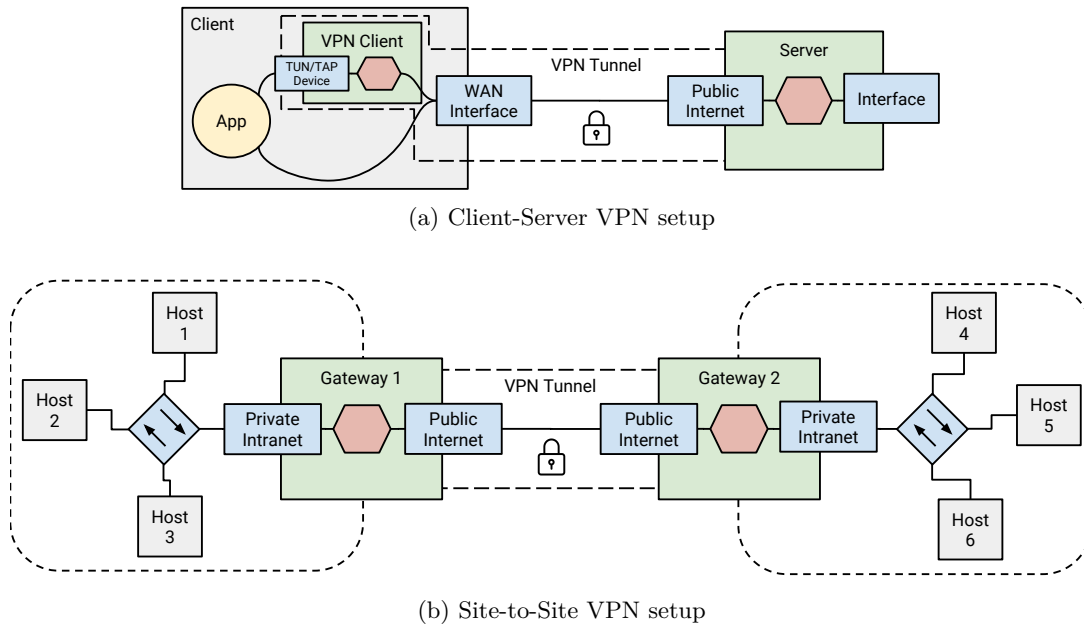 Client
VPN Client
TUN/TAP
Device
App
WAN
Interface
VPN Tunnel
Server
Public
Internet
Interface
(a) Client-Server VPN setup
Host
1
Host
2
Host
3
Private
Intranet
Gateway 1
Public
Internet
VPN Tunnel
Gateway 2
Public
Internet
Private
Intranet
Host
4
Host
5
Host
6
(b) Site-to-Site VPN setup